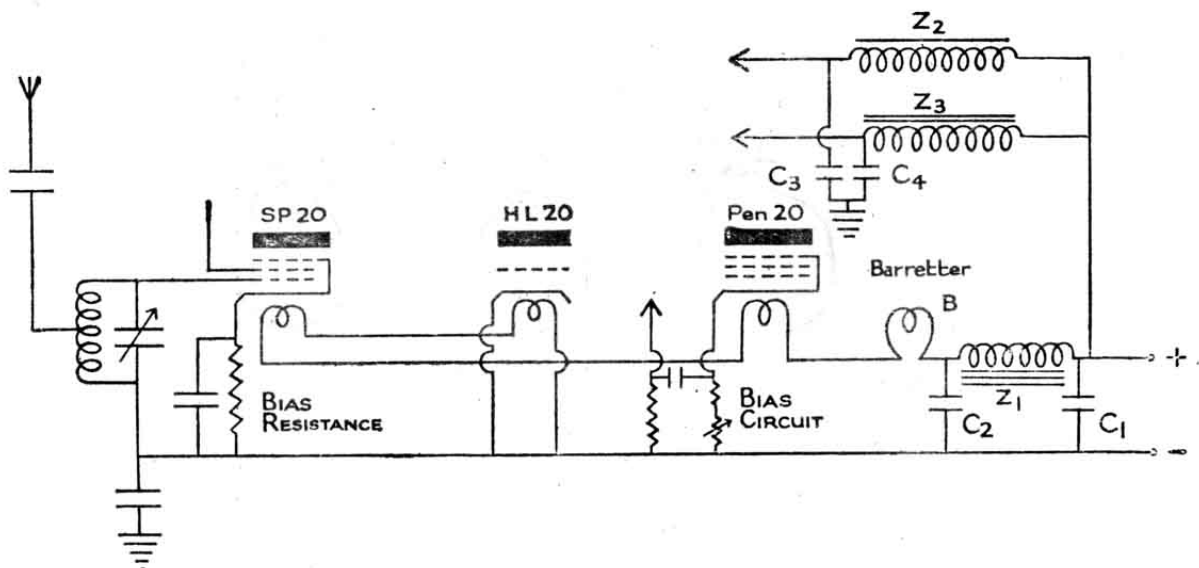 Z2
Z3
C3
C4
SP 20
HL 20
Pen 20
Barretter
B
+
BIAS
RESISTANCE
BIAS
CIRCUIT
Z1
C2
C1
-